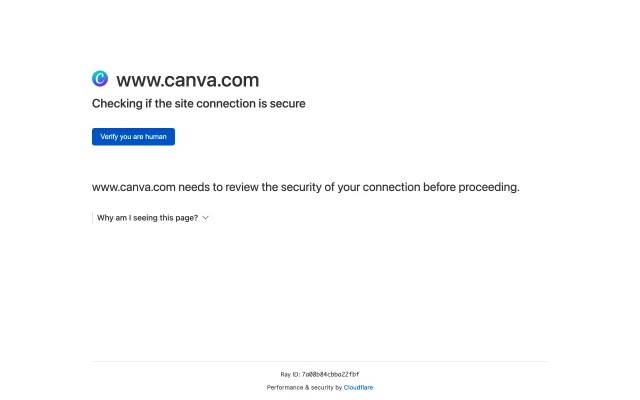 www.canva.com
Checking if the site connection is secure
Verify you are human
www.canva.com needs to review the security of your connection before proceeding.
Why am I seeing this page?
Ray ID: 7a08b84cbba22fbf
Performance & security by Cloudflare